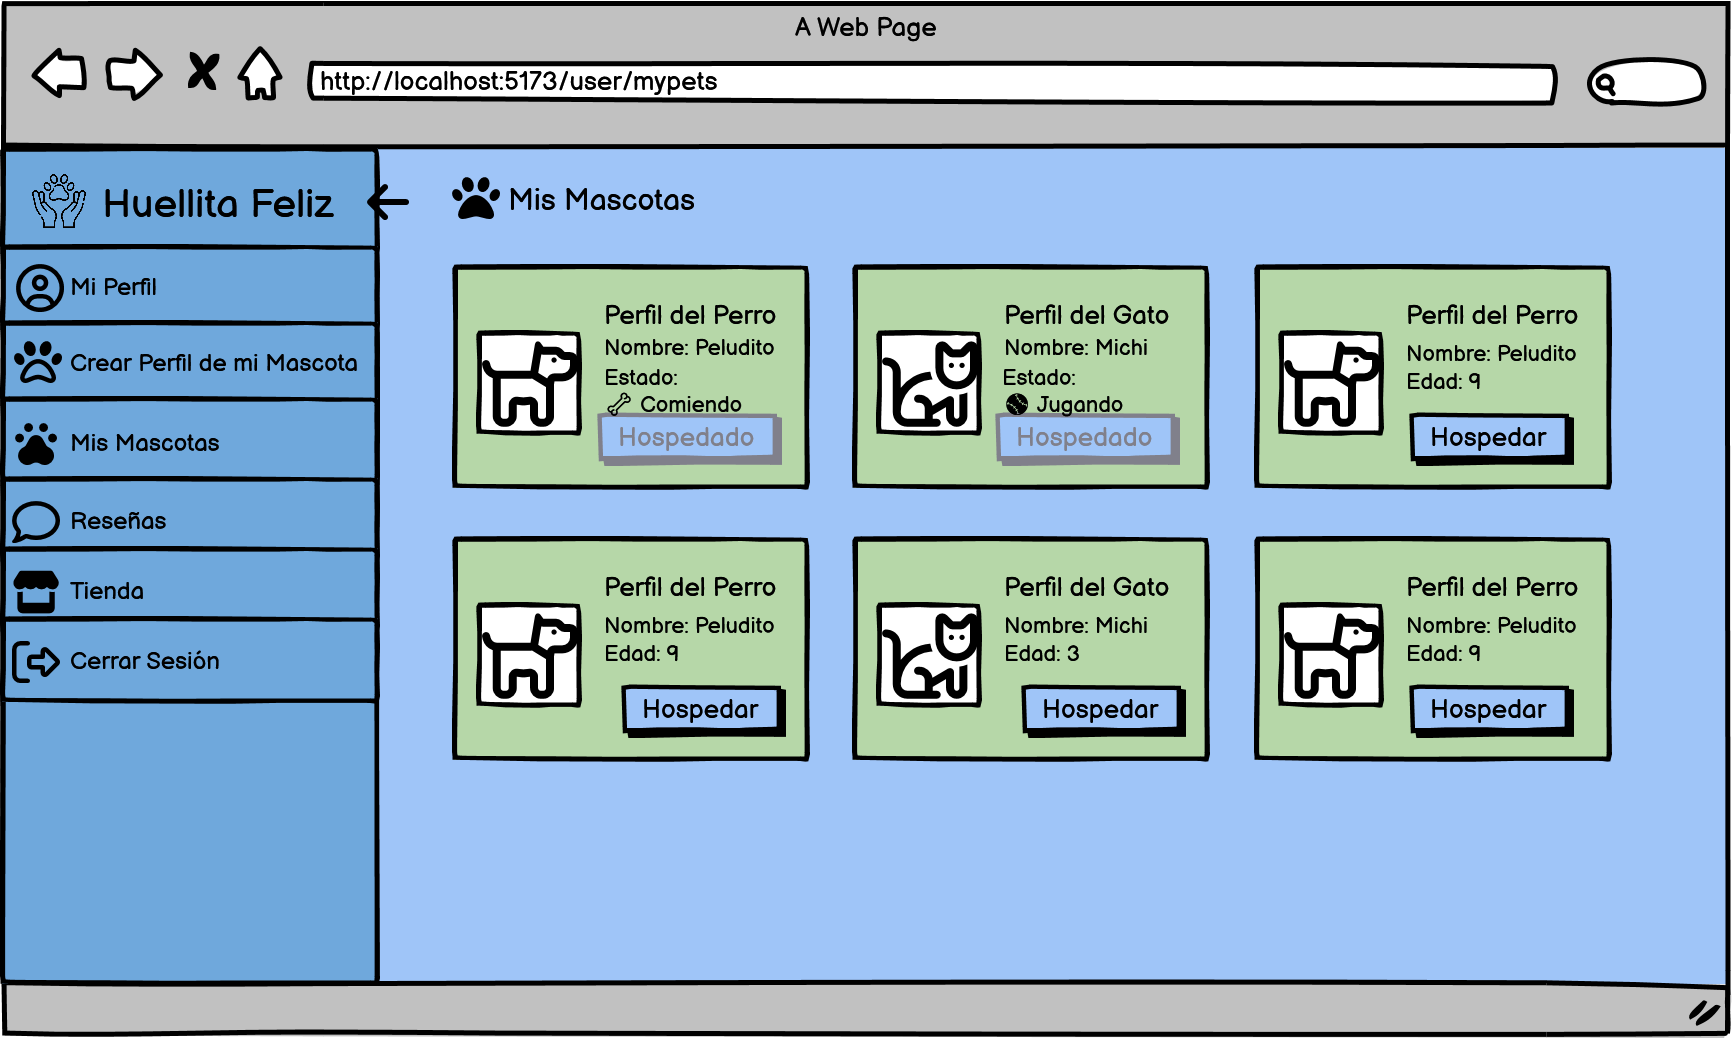 A Web Page
http://localhost:5173/user/mypets
Huellita Feliz
Mi Perfil
Crear Perfil de mi Mascota
Mis Mascotas
Reseñas
Tienda
Cerrar Sesión
Mis Mascotas
Perfil del Perro
Nombre: Peludito
Estado:
Comiendo
Hospedado
Perfil del Gato
Nombre: Michi
Estado:
Jugando
Hospedado
Perfil del Perro
Nombre: Peludito
Edad: 9
Hospedar
Perfil del Perro
Nombre: Peludito
Edad: 9
Hospedar
Perfil del Gato
Nombre: Michi
Edad: 3
Hospedar
Perfil del Perro
Nombre: Peludito
Edad: 9
Hospedar